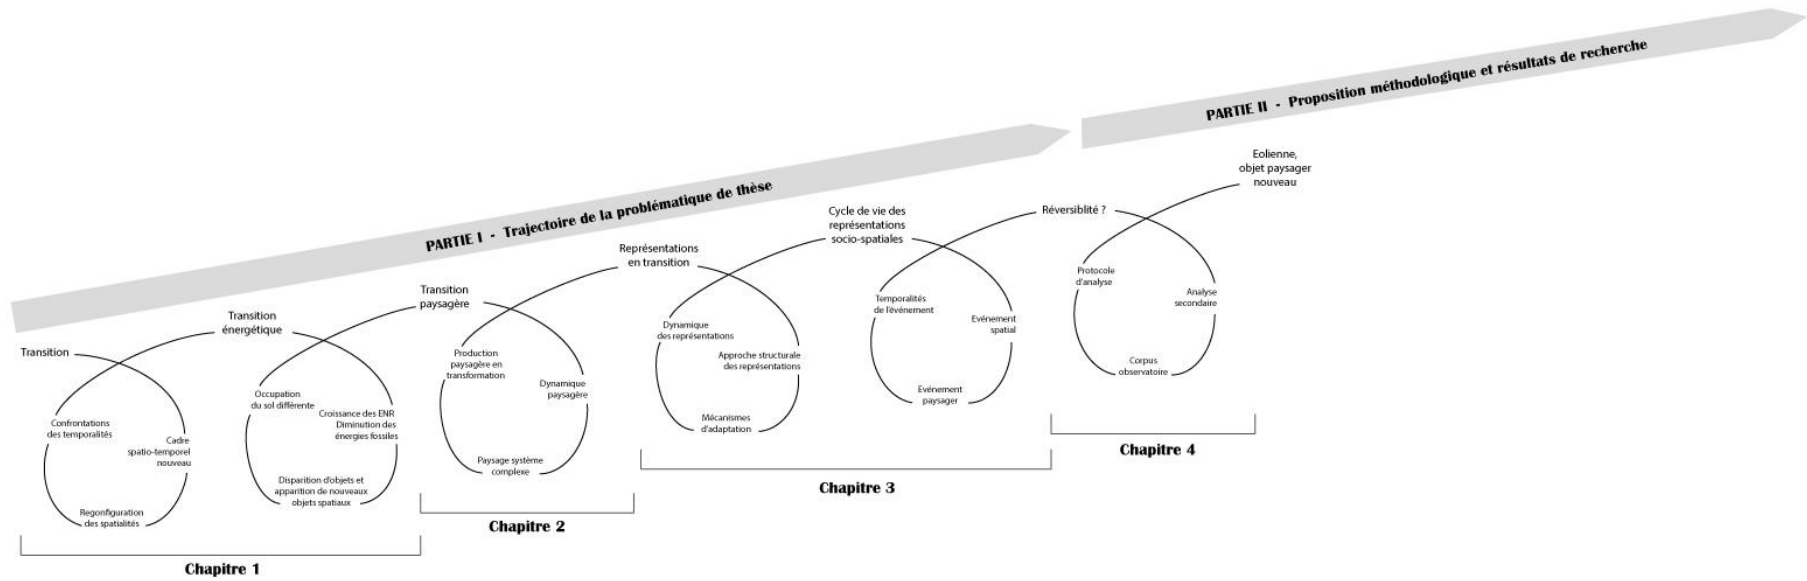 PARTIE I - Trajectoire de la problématique de thèse
PARTIE II - Proposition méthodologique et résultats de recherche
Transition
Confrontations
des temporalités
Cadre
spatio-temporel
nouveau
Regonfiguration
des spatialités
Transition
énergétique
Occupation
du sol différente
Croissance des ENR
Diminution des
énergies fossiles
Disparition d'objets et
apparition de nouveaux
objets spatiaux
Chapitre 1
Transition
paysagère
Production
paysagère en
transformation
Dynamique
paysagère
Paysage système
complexe
Chapitre 2
Représentations
en transition
Dynamique
des représentations
Approche structurale
des représentations
Mécanismes
d'adaptation
Cycle de vie des
représentations
socio-spatiales
Temporalités
de l'événement
Evénement
spatial
Evénement
paysager
Chapitre 3
Réversiblité ?
Protocole
d'analyse
Analyse
secondaire
Corpus
observatoire
Chapitre 4
Eolienne,
objet paysager
nouveau